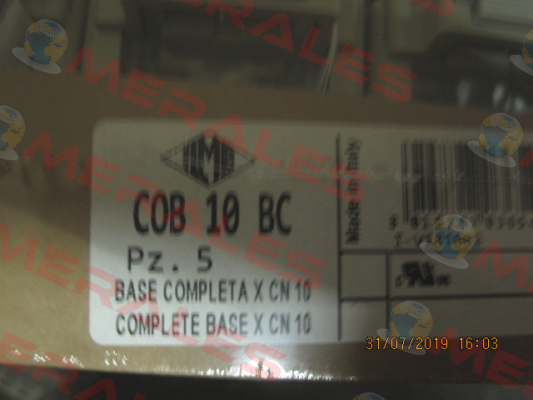 ILME
COB 10 BC
Pz. 5
BASE COMPLETA X CN 10
COMPLETE BASE X CN 10
Made in Italy
31/07/2019 16:03
MERALES